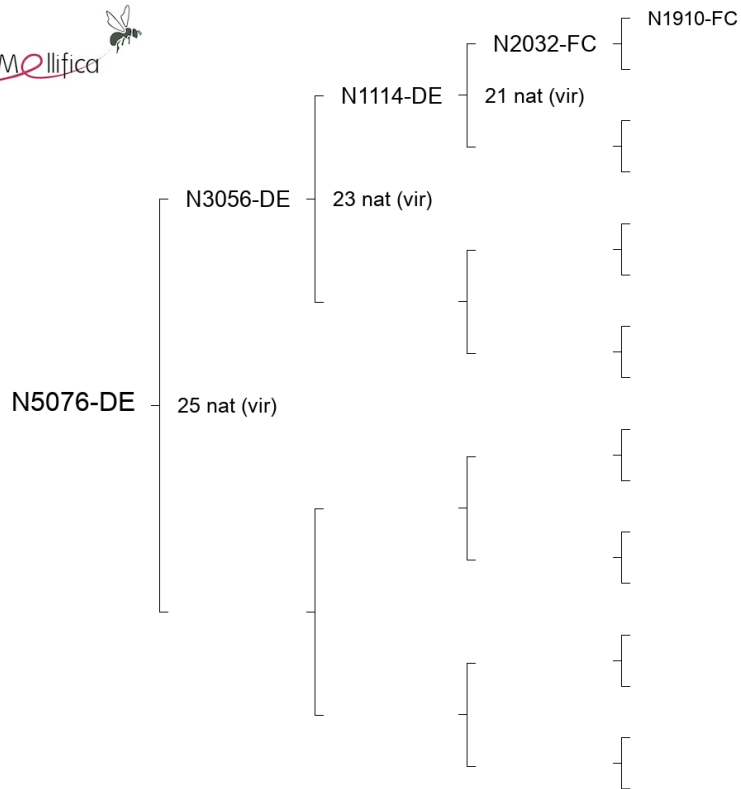 Mellifica
N1910-FC
N2032-FC
N1114-DE
21 nat (vir)
N3056-DE
23 nat (vir)
N5076-DE
25 nat (vir)